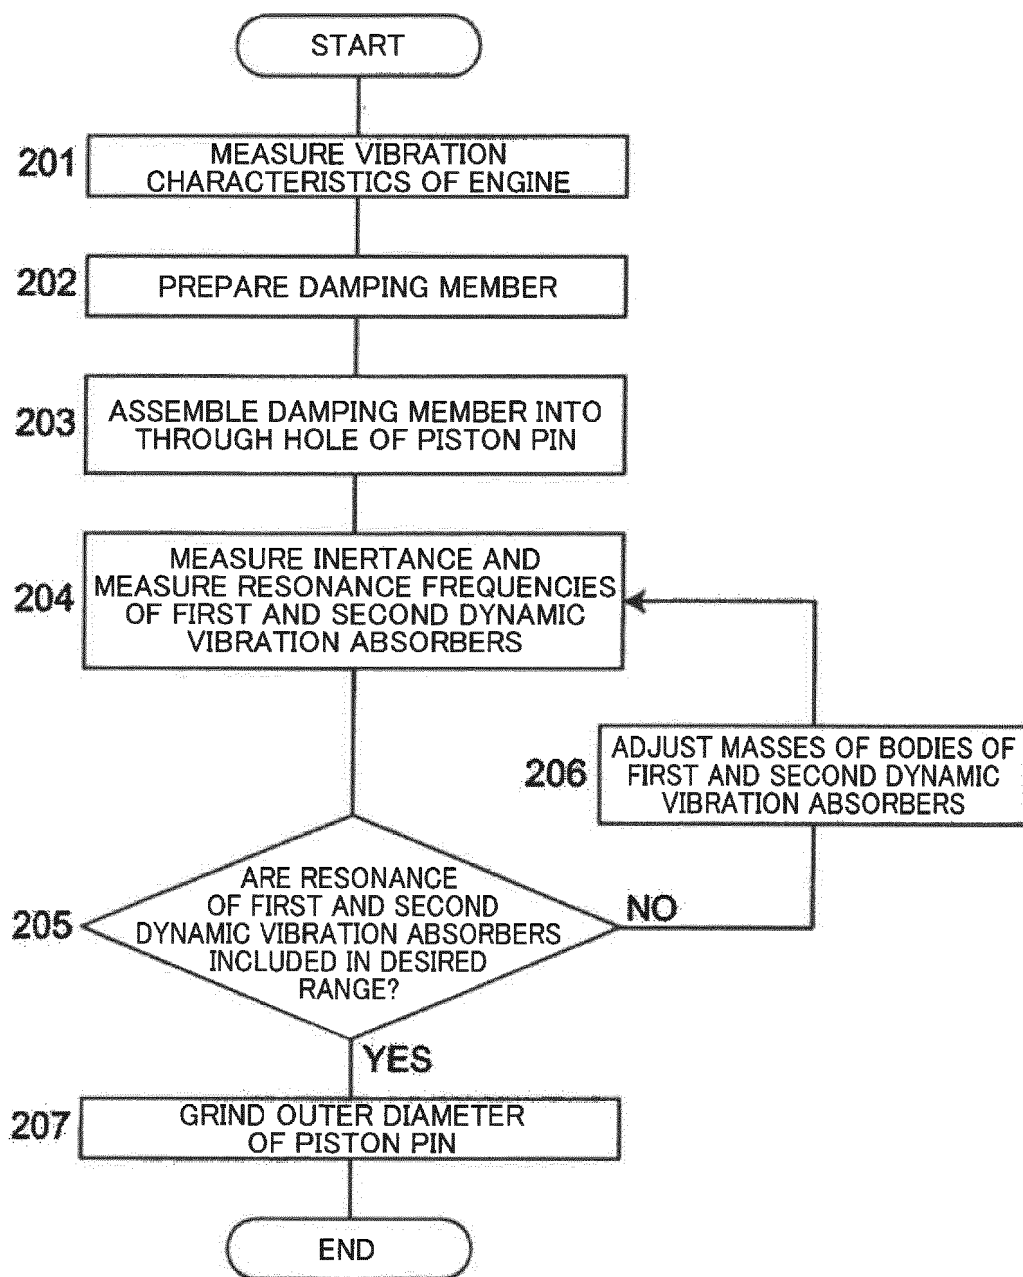 START
201
MEASURE VIBRATION
CHARACTERISTICS OF ENGINE
202
PREPARE DAMPING MEMBER
203
ASSEMBLE DAMPING MEMBER INTO
THROUGH HOLE OF PISTON PIN
204
MEASURE INERTANCE AND
MEASURE RESONANCE FREQUENCIES
OF FIRST AND SECOND DYNAMIC
VIBRATION ABSORBERS
206
ADJUST MASSES OF BODIES OF
FIRST AND SECOND DYNAMIC
VIBRATION ABSORBERS
205
ARE RESONANCE
OF FIRST AND SECOND
DYNAMIC VIBRATION ABSORBERS
INCLUDED IN DESIRED
RANGE?
NO
YES
207
GRIND OUTER DIAMETER
OF PISTON PIN
END